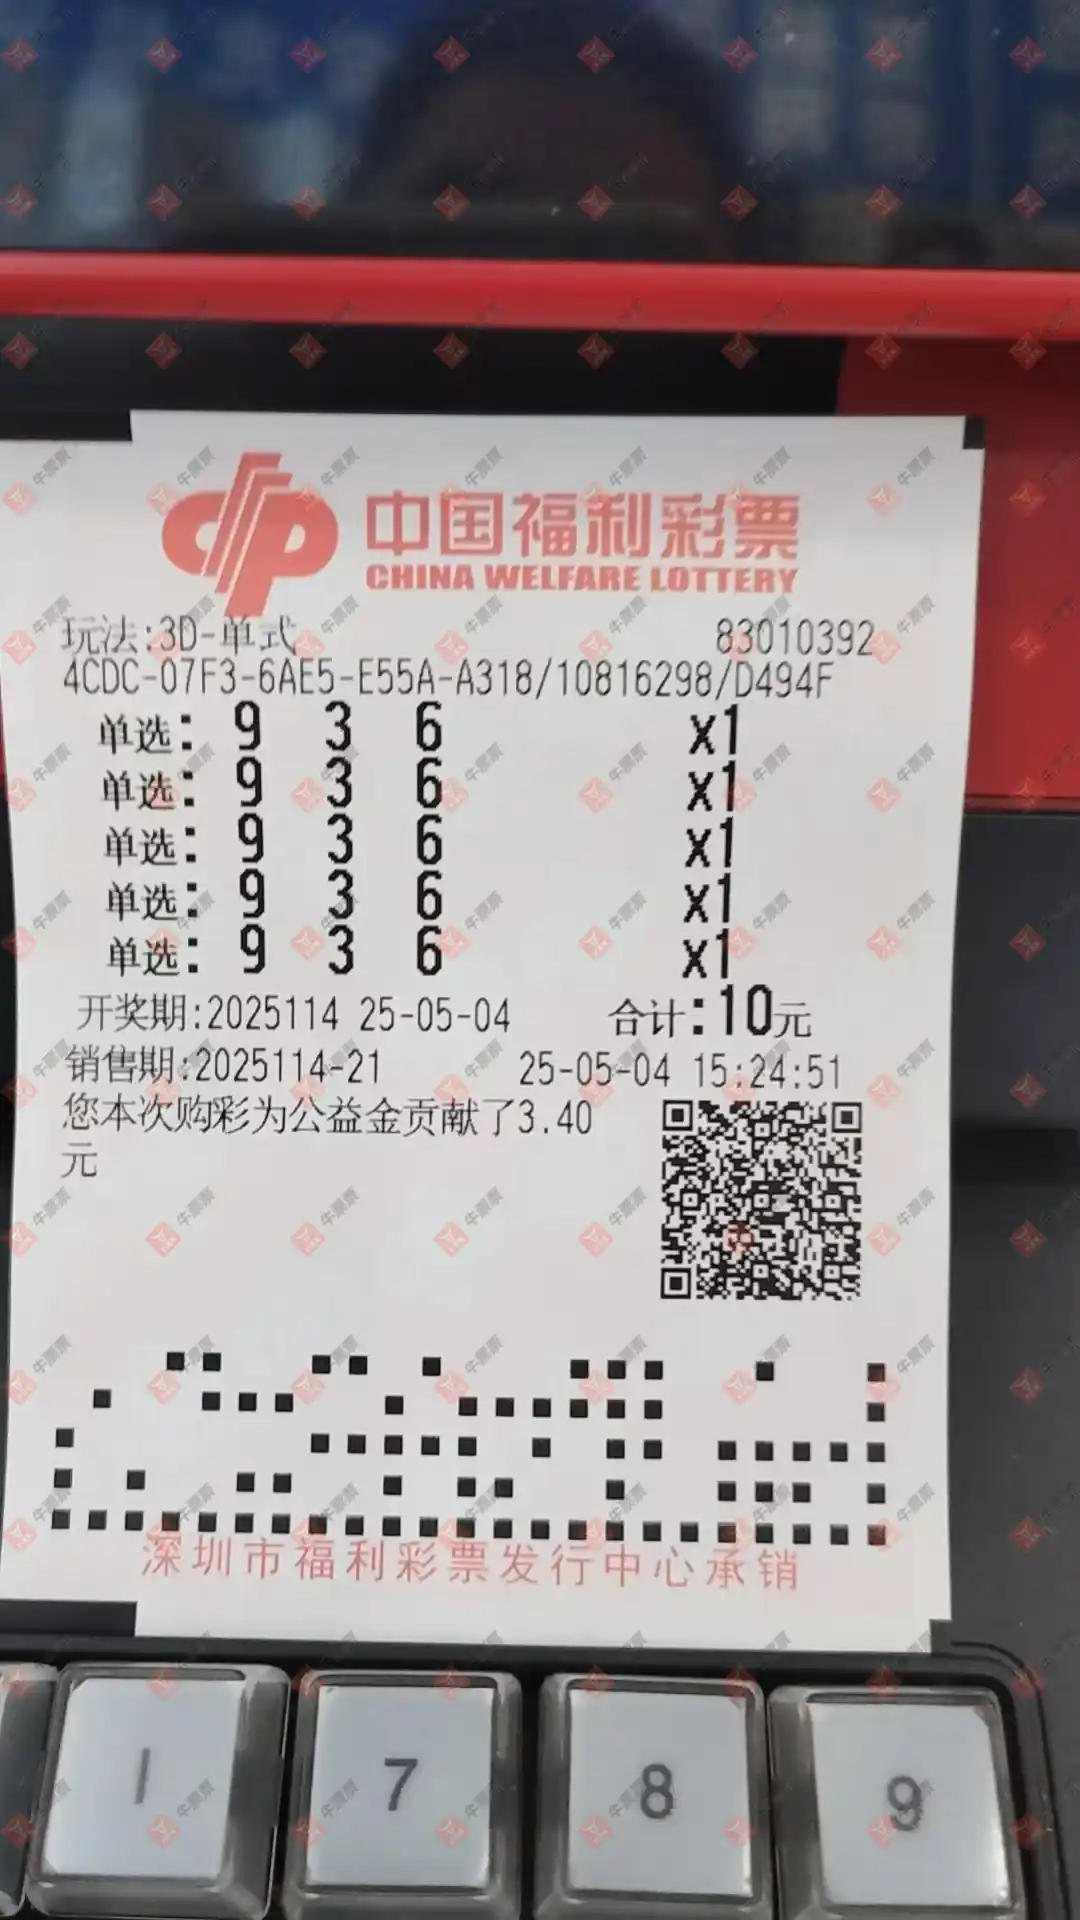 中国福利彩票
CHINA WELFARE LOTTERY
玩法:3D-单式 83010392
4CDC-07F3-6AE5-E55A-A318/10816298/D494F
单选: 9 3 6 x1
单选: 9 3 6 x1
单选: 9 3 6 x1
单选: 9 3 6 x1
单选: 9 3 6 x1
开奖期:2025114 25-05-04 合计:10元
销售期:2025114-21 25-05-04 15:24:51
您本次购彩为公益金贡献了3.40
元
深圳市福利彩票发行中心承销
7 8 9
牛票票